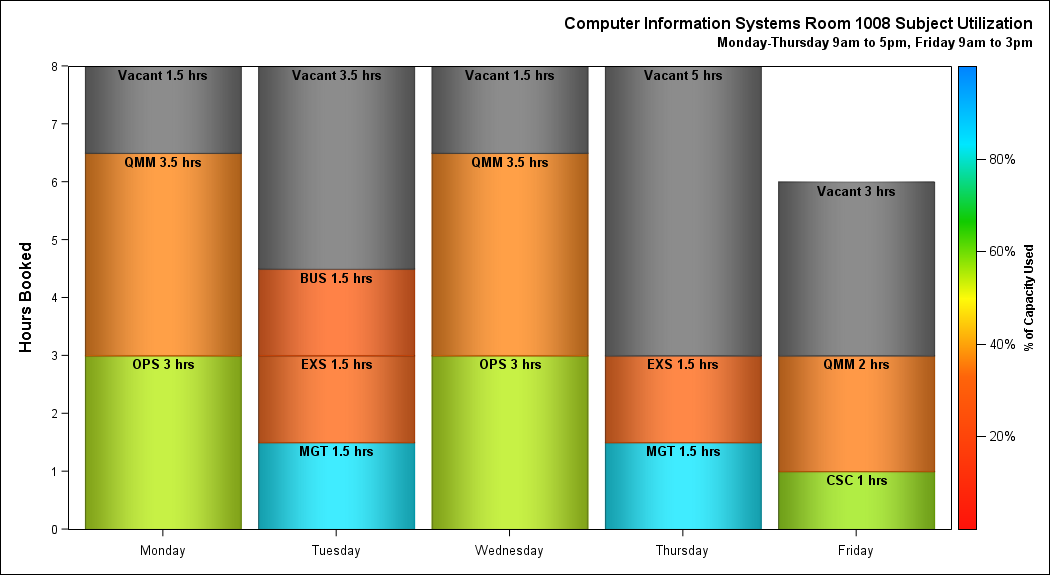 Computer Information Systems Room 1008 Subject Utilization
Monday-Thursday 9am to 5pm, Friday 9am to 3pm
Hours Booked
8
7
6
5
4
3
2
1
0
Vacant 1.5 hrs
QMM 3.5 hrs
OPS 3 hrs
Vacant 3.5 hrs
BUS 1.5 hrs
EXS 1.5 hrs
MGT 1.5 hrs
Vacant 1.5 hrs
QMM 3.5 hrs
OPS 3 hrs
Vacant 5 hrs
EXS 1.5 hrs
MGT 1.5 hrs
Vacant 3 hrs
QMM 2 hrs
CSC 1 hrs
Monday
Tuesday
Wednesday
Thursday
Friday
80%
60%
40%
20%
% of Capacity Used